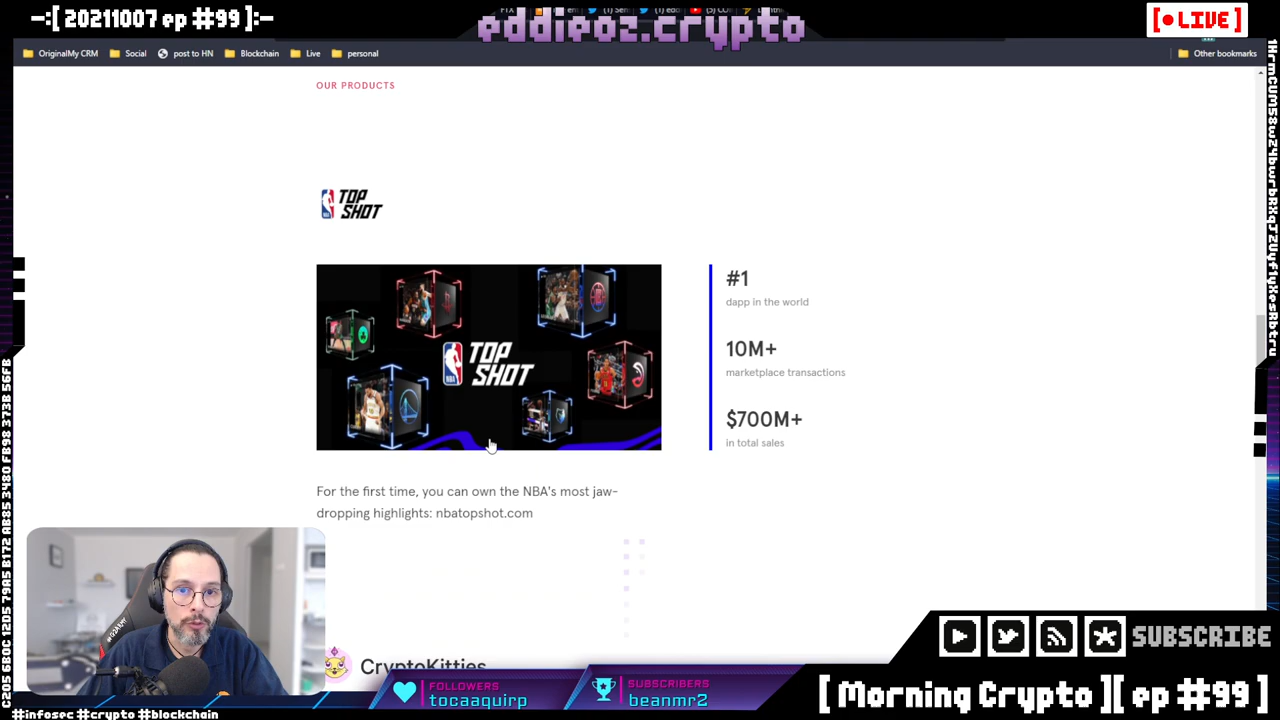 -:[ 20211007 ep #99 ]:-
eddieoz.crypto
[ • LIVE ]
OriginalMy CRM
Social
post to HN
Blockchain
Live
personal
Other bookmarks
OUR PRODUCTS
NBA TOP SHOT
NBA TOP SHOT
#1
dapp in the world
10M+
marketplace transactions
$700M+
in total sales
For the first time, you can own the NBA's most jaw-
dropping highlights: nbatopshot.com
CryptoKitties
FOLLOWERS
tocaaquirp
SUBSCRIBERS
beanmr2
SUBSCRIBE
[ Morning Crypto ][ ep #99 ]
#infosec #crypto #blockchain